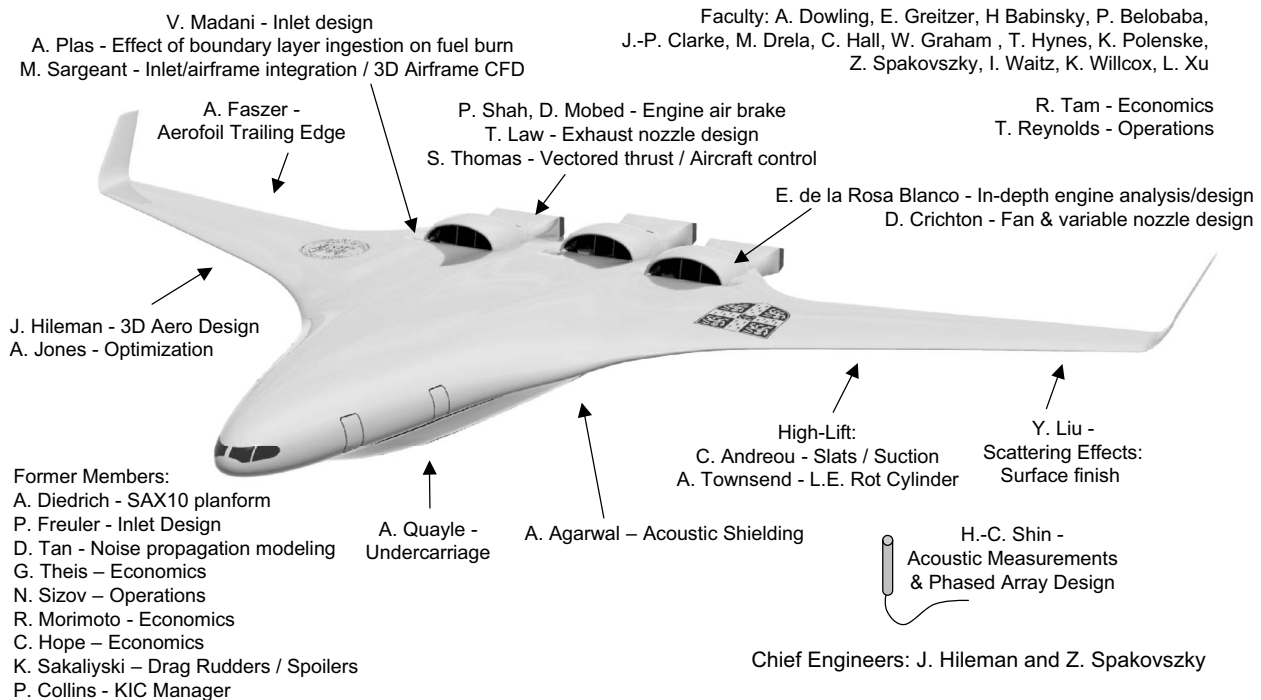 V. Madani - Inlet design
A. Plas - Effect of boundary layer ingestion on fuel burn
M. Sargeant - Inlet/airframe integration / 3D Airframe CFD
Faculty: A. Dowling, E. Greitzer, H Babinsky, P. Belobaba,
J.-P. Clarke, M. Drela, C. Hall, W. Graham , T. Hynes, K. Polenske,
Z. Spakovszky, I. Waitz, K. Willcox, L. Xu
A. Faszer -
Aerofoil Trailing Edge
P. Shah, D. Mobed - Engine air brake
T. Law - Exhaust nozzle design
S. Thomas - Vectored thrust / Aircraft control
R. Tam - Economics
T. Reynolds - Operations
E. de la Rosa Blanco - In-depth engine analysis/design
D. Crichton - Fan & variable nozzle design
J. Hileman - 3D Aero Design
A. Jones - Optimization
High-Lift:
C. Andreou - Slats / Suction
A. Townsend - L.E. Rot Cylinder
Y. Liu -
Scattering Effects:
Surface finish
Former Members:
A. Diedrich - SAX10 planform
P. Freuler - Inlet Design
D. Tan - Noise propagation modeling
G. Theis – Economics
N. Sizov – Operations
R. Morimoto - Economics
C. Hope – Economics
K. Sakaliyski – Drag Rudders / Spoilers
P. Collins - KIC Manager
A. Quayle -
Undercarriage
A. Agarwal – Acoustic Shielding
H.-C. Shin -
Acoustic Measurements
& Phased Array Design
Chief Engineers: J. Hileman and Z. Spakovszky